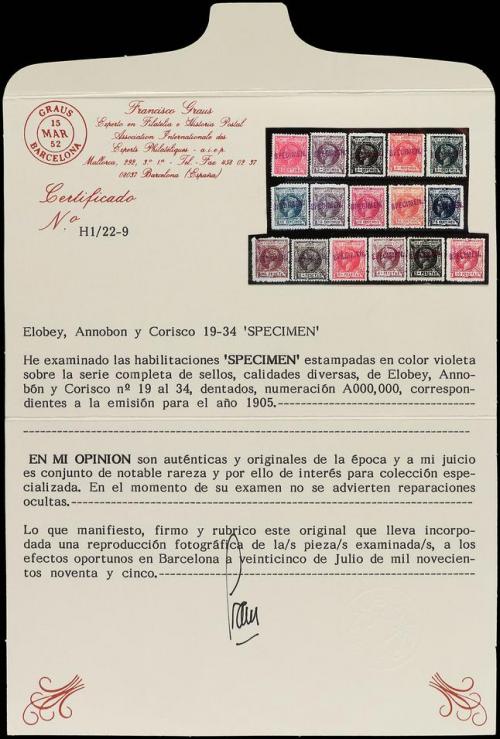 GRAUS
15
MAR
52
BARCELONA
Francisco Graus
Experto en Filatelia e Historia Postal
Association Internationale des
Experts Philatéliques - a.i.e.p.
Mallorca, 292, 3º 1ª - Tel. Fax 458 02 37
08037 Barcelona (España)
Certificado
No H1/22-9
Elobey, Annobon y Corisco 19-34 'SPECIMEN'
He examinado las habilitaciones 'SPECIMEN' estampadas en color violeta
sobre la serie completa de sellos, calidades diversas, de Elobey, Anno-
bón y Corisco nº 19 al 34, dentados, numeración A000,000, correspon-
dientes a la emisión para el año 1905.
EN MI OPINION son auténticas y originales de la época y a mi juicio
es conjunto de notable rareza y por ello de interés para colección espe-
cializada. En el momento de su examen no se advierten reparaciones
ocultas.
Lo que manifiesto, firmo y rubrico este original que lleva incorpo-
dada una reproducción fotográfica de la/s pieza/s examinada/s, a los
efectos oportunos en Barcelona a veinticinco de Julio de mil novecien-
tos noventa y cinco.
Graus